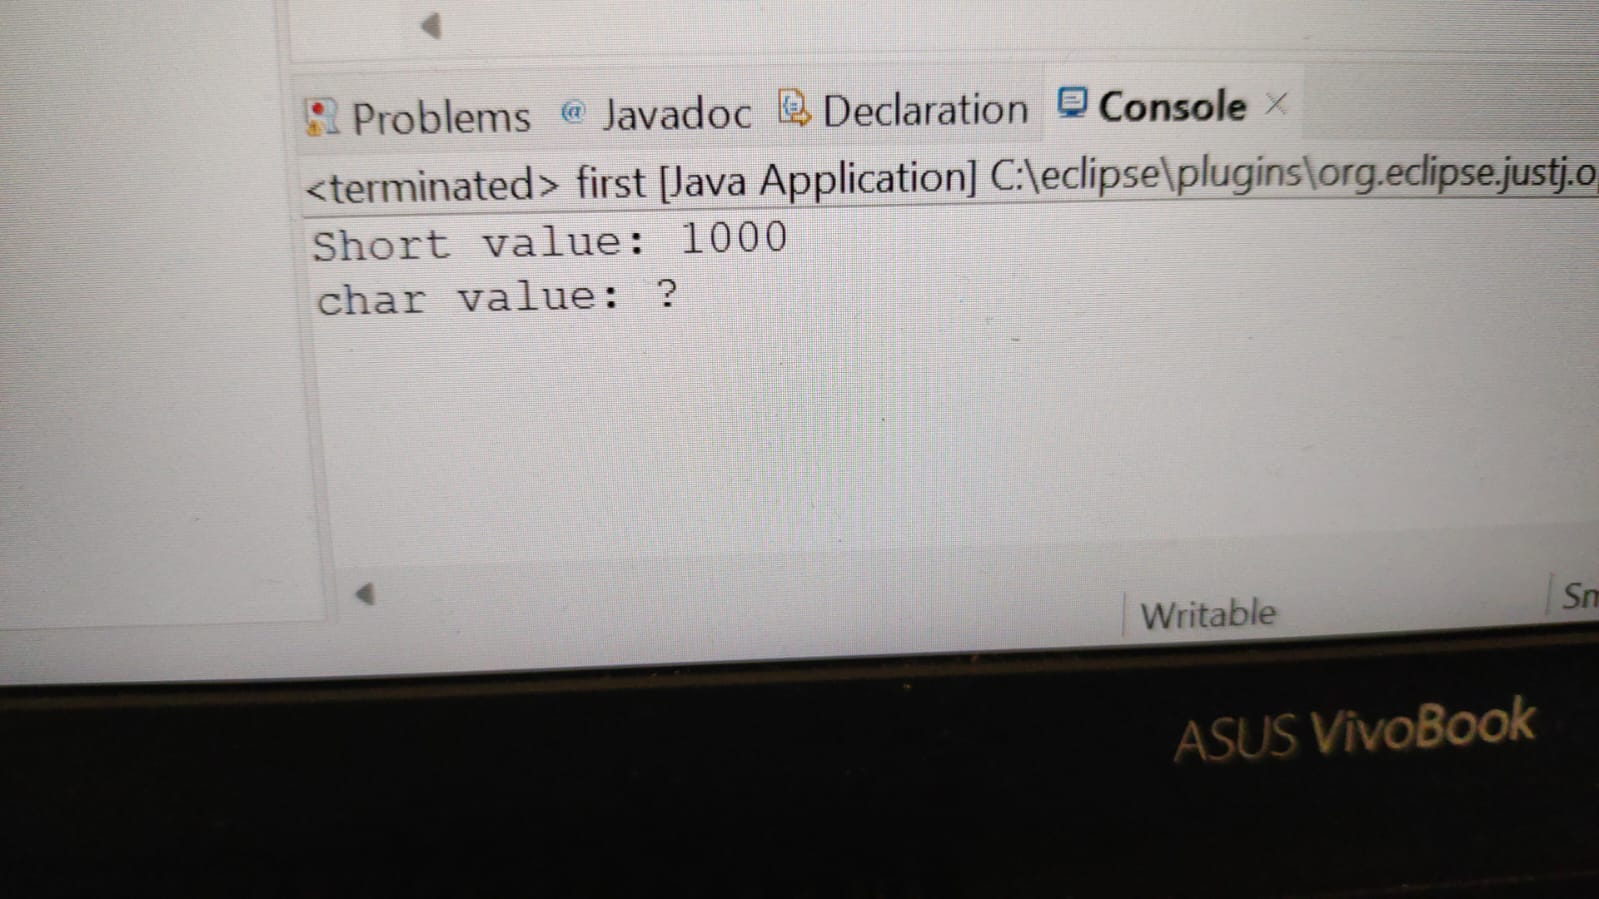 Problems @ Javadoc Declaration Console
<terminated> first [Java Application] C:\eclipse\plugins\org.eclipse.justj.o
Short value: 1000
char value: ?
Writable
ASUS VivoBook